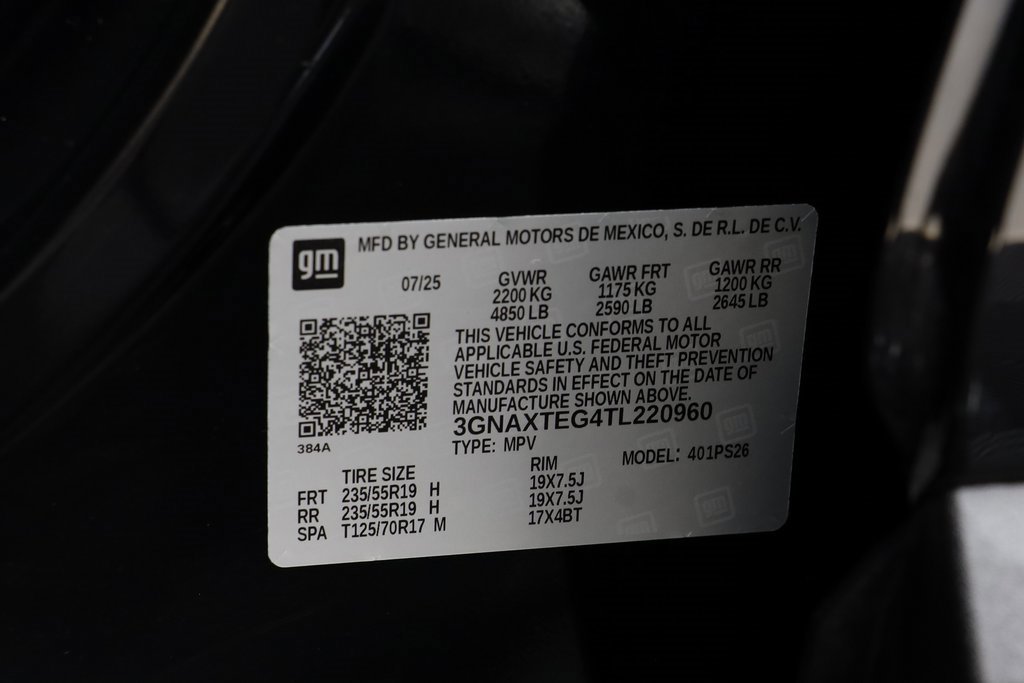 gm MFD BY GENERAL MOTORS DE MEXICO, S. DE R.L. DE C.V.
07/25 GVWR GAWR FRT GAWR RR
2200 KG 1175 KG 1200 KG
4850 LB 2590 LB 2645 LB
THIS VEHICLE CONFORMS TO ALL
APPLICABLE U.S. FEDERAL MOTOR
VEHICLE SAFETY AND THEFT PREVENTION
STANDARDS IN EFFECT ON THE DATE OF
MANUFACTURE SHOWN ABOVE.
3GNAXTEG4TL220960
384A
TYPE: MPV MODEL: 401PS26
TIRE SIZE RIM
FRT 235/55R19 H 19X7.5J
RR 235/55R19 H 19X7.5J
SPA T125/70R17 M 17X4BT